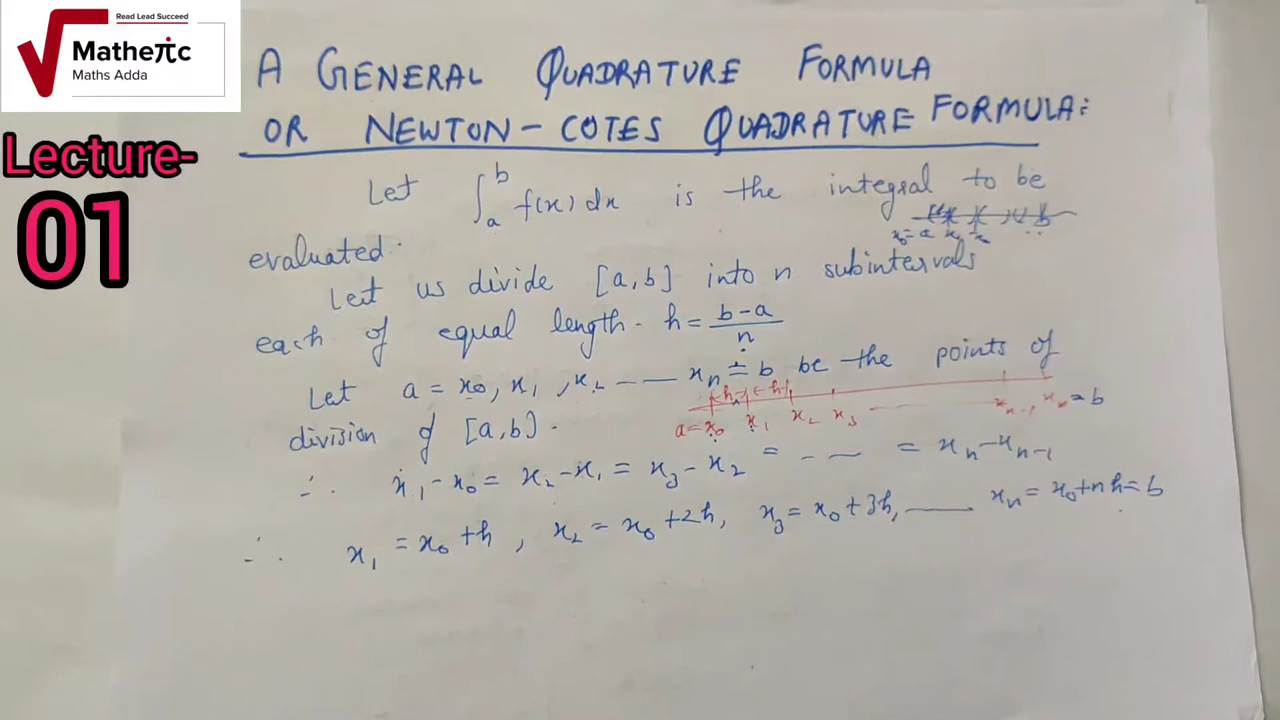 Read Lead Succeed
Matheπc
Maths Adda
Lecture-
01
A GENERAL QUADRATURE FORMULA
OR NEWTON-COTES QUADRATURE FORMULA:
Let ∫ₐᵇ f(x) dx is the integral to be
evaluated.
Let us divide [a,b] into n subintervals
each of equal length. h = (b-a)/n
Let a = x₀, x₁, x₂ --- xₙ = b be the points of
division of [a,b].
a=x₀ x₁ x₂ x₃ --- xₙ₋₁ xₙ = b
∴ x₁-x₀ = x₂-x₁ = x₃-x₂ = --- = xₙ-xₙ₋₁
∴ x₁ = x₀+h, x₂ = x₀+2h, x₃ = x₀+3h, --- xₙ = x₀+nh = b